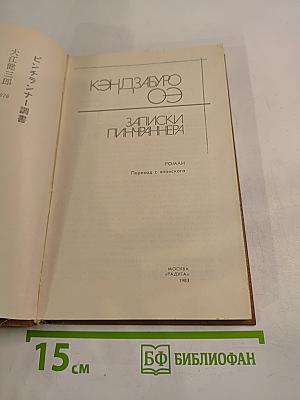 ピンチランナー調書
大江健三郎
КЭНДЗАБУРО
ОЭ
ЗАПИСКИ
ПИНЧРАННЕРА
РОМАН
Перевод с японского
МОСКВА
«РАДУГА»
1983
15 см
БФ БИБЛИОФАН